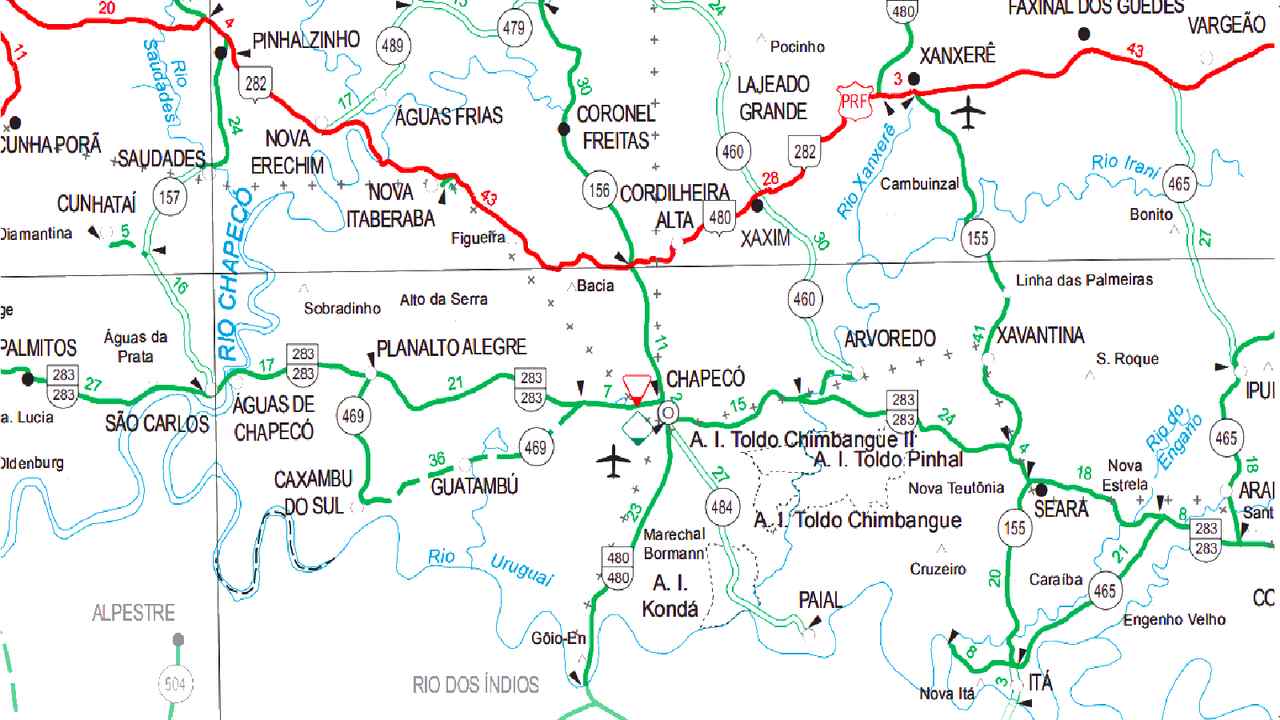 20
4
PINHALZINHO
Rio
Saudades
282
11
CUNHA PORÃ
SAUDADES
24
NOVA
ERECHIM
17
489
479
ÁGUAS FRIAS
30
CORONEL
FREITAS
24
480
Pocinho
LAJEADO
GRANDE
XANXERÊ
FAXINAL DOS GUEDES
VARGEÃO
43
3
PRF
460
282
28
Rio Xanxerê
Cambuinzal
Rio Irani
465
Bonito
27
157
CUNHATAÍ
Diamantina
5
16
RIO CHAPECÓ
NOVA
ITABERABA
43
Figueira
156
CORDILHEIRA
ALTA
480
XAXIM
30
155
Bacia
Sobradinho
Alto da Serra
460
Linha das Palmeiras
Águas da
Prata
PALMITOS
283
283
27
a. Lucia
Oldenburg
SÃO CARLOS
17
283
283
PLANALTO ALEGRE
21
283
283
7
11
CHAPECÓ
2
15
ARVOREDO
XAVANTINA
41
S. Roque
283
283
24
4
ÁGUAS DE
CHAPECÓ
469
469
36
GUATAMBÚ
CAXAMBU
DO SUL
A. I. Toldo Chimbangue II
A. I. Toldo Pinhal
A. I. Toldo Chimbangue
27
484
23
Marechal
Bormann
480
480
A. I.
Kondá
Nova Teutônia
SEARA
18
Nova
Estrela
Rio do
Engano
465
18
8
283
283
155
Cruzeiro
20
Caraíba
21
465
Engenho Velho
Rio Uruguai
PAIAL
Gôio-En
ALPESTRE
504
RIO DOS ÍNDIOS
8
Nova Itá
3
ITÁ